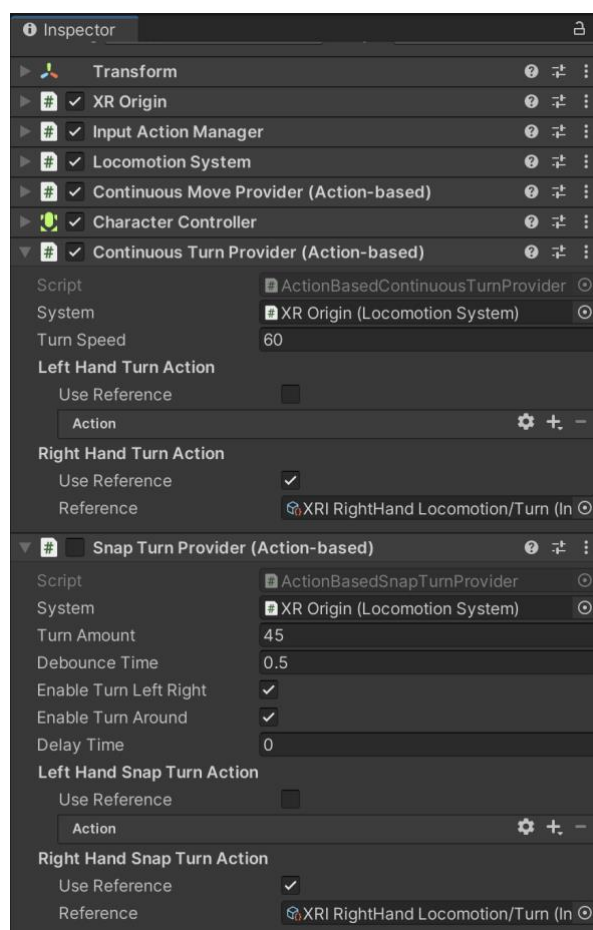 Inspector
Transform
# XR Origin
# Input Action Manager
# Locomotion System
# Continuous Move Provider (Action-based)
Character Controller
# Continuous Turn Provider (Action-based)
Script # ActionBasedContinuousTurnProvider
System # XR Origin (Locomotion System)
Turn Speed 60
Left Hand Turn Action
Use Reference
Action
Right Hand Turn Action
Use Reference
Reference XRI RightHand Locomotion/Turn (In
# Snap Turn Provider (Action-based)
Script # ActionBasedSnapTurnProvider
System # XR Origin (Locomotion System)
Turn Amount 45
Debounce Time 0.5
Enable Turn Left Right
Enable Turn Around
Delay Time 0
Left Hand Snap Turn Action
Use Reference
Action
Right Hand Snap Turn Action
Use Reference
Reference XRI RightHand Locomotion/Turn (In